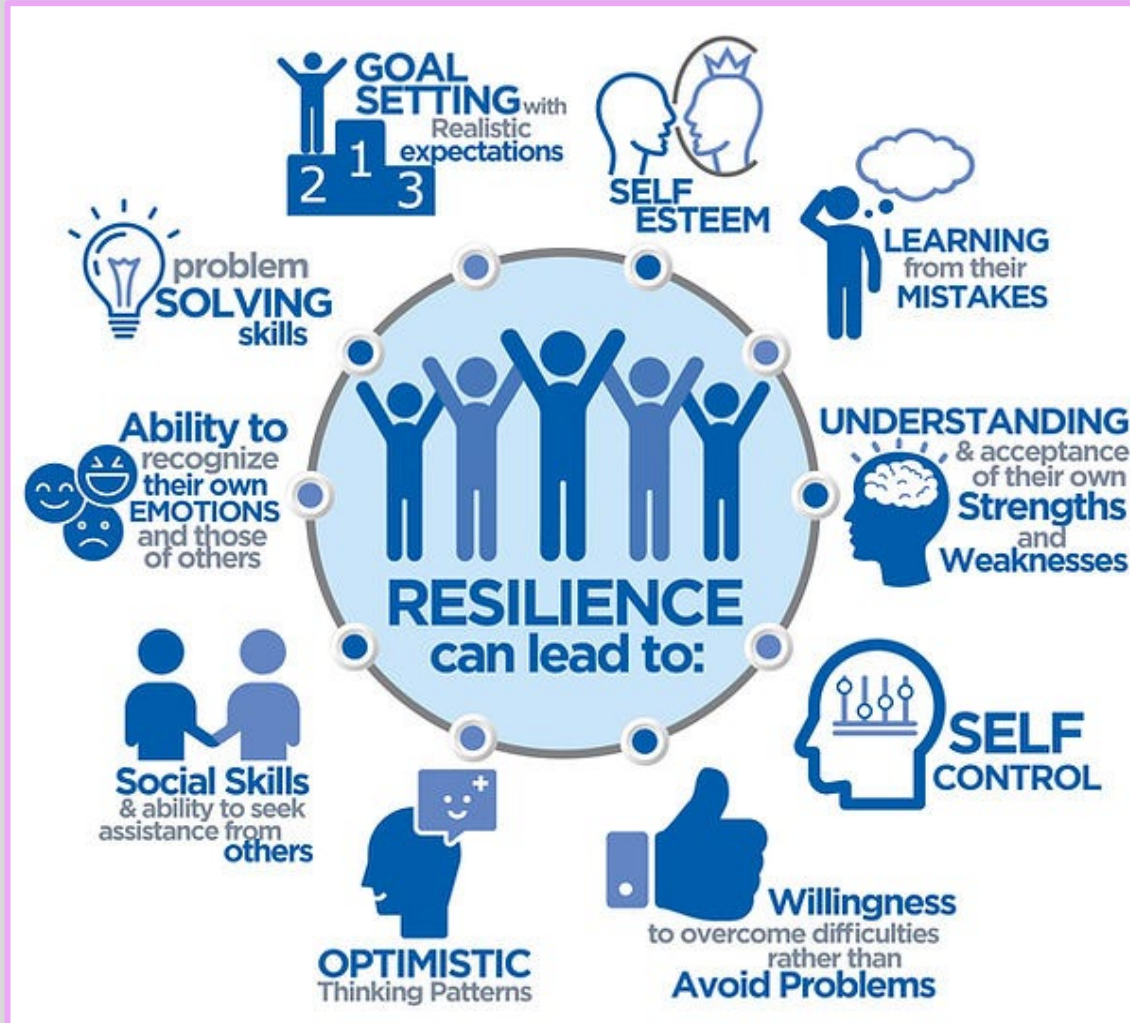 GOAL
SETTING with
Realistic
expectations
2 1 3
SELF
ESTEEM
LEARNING
from their
MISTAKES
UNDERSTANDING
& acceptance
of their own
Strengths
and
Weaknesses
SELF
CONTROL
Willingness
to overcome difficulties
rather than
Avoid Problems
OPTIMISTIC
Thinking Patterns
Social Skills
& ability to seek
assistance from
others
Ability to
recognize
their own
EMOTIONS
and those
of others
problem
SOLVING
skills
RESILIENCE
can lead to: